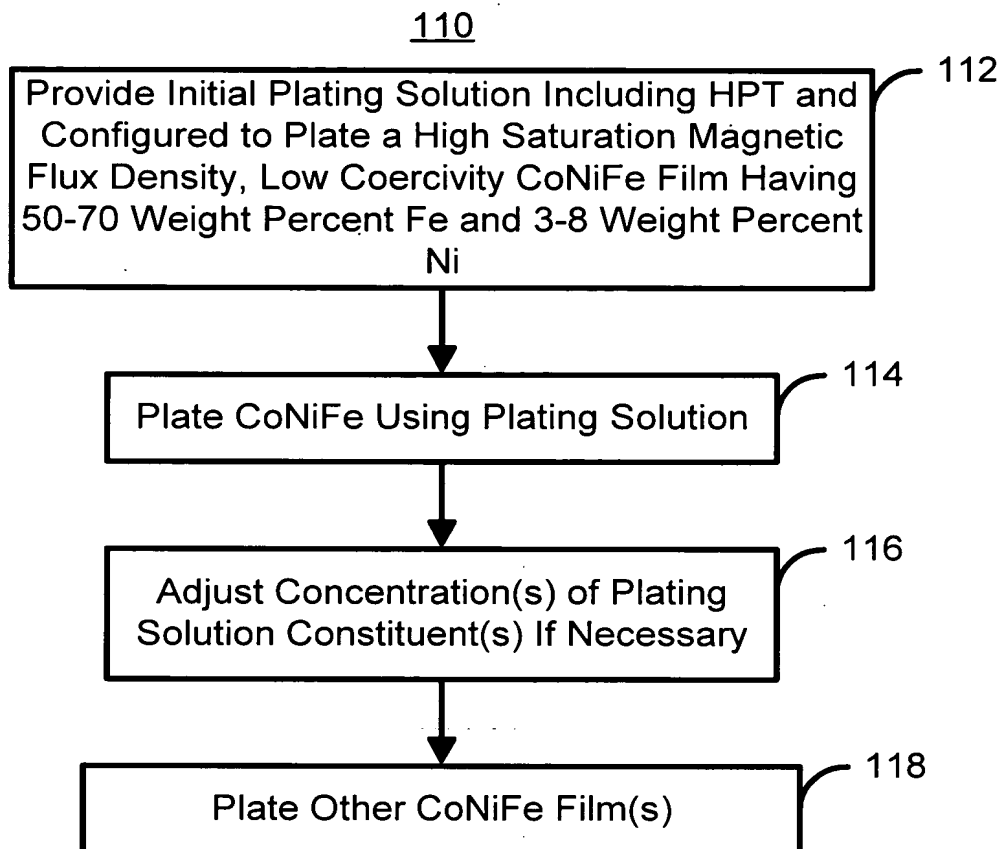 110
112
Provide Initial Plating Solution Including HPT and
Configured to Plate a High Saturation Magnetic
Flux Density, Low Coercivity CoNiFe Film Having
50-70 Weight Percent Fe and 3-8 Weight Percent
Ni
114
Plate CoNiFe Using Plating Solution
116
Adjust Concentration(s) of Plating
Solution Constituent(s) If Necessary
118
Plate Other CoNiFe Film(s)